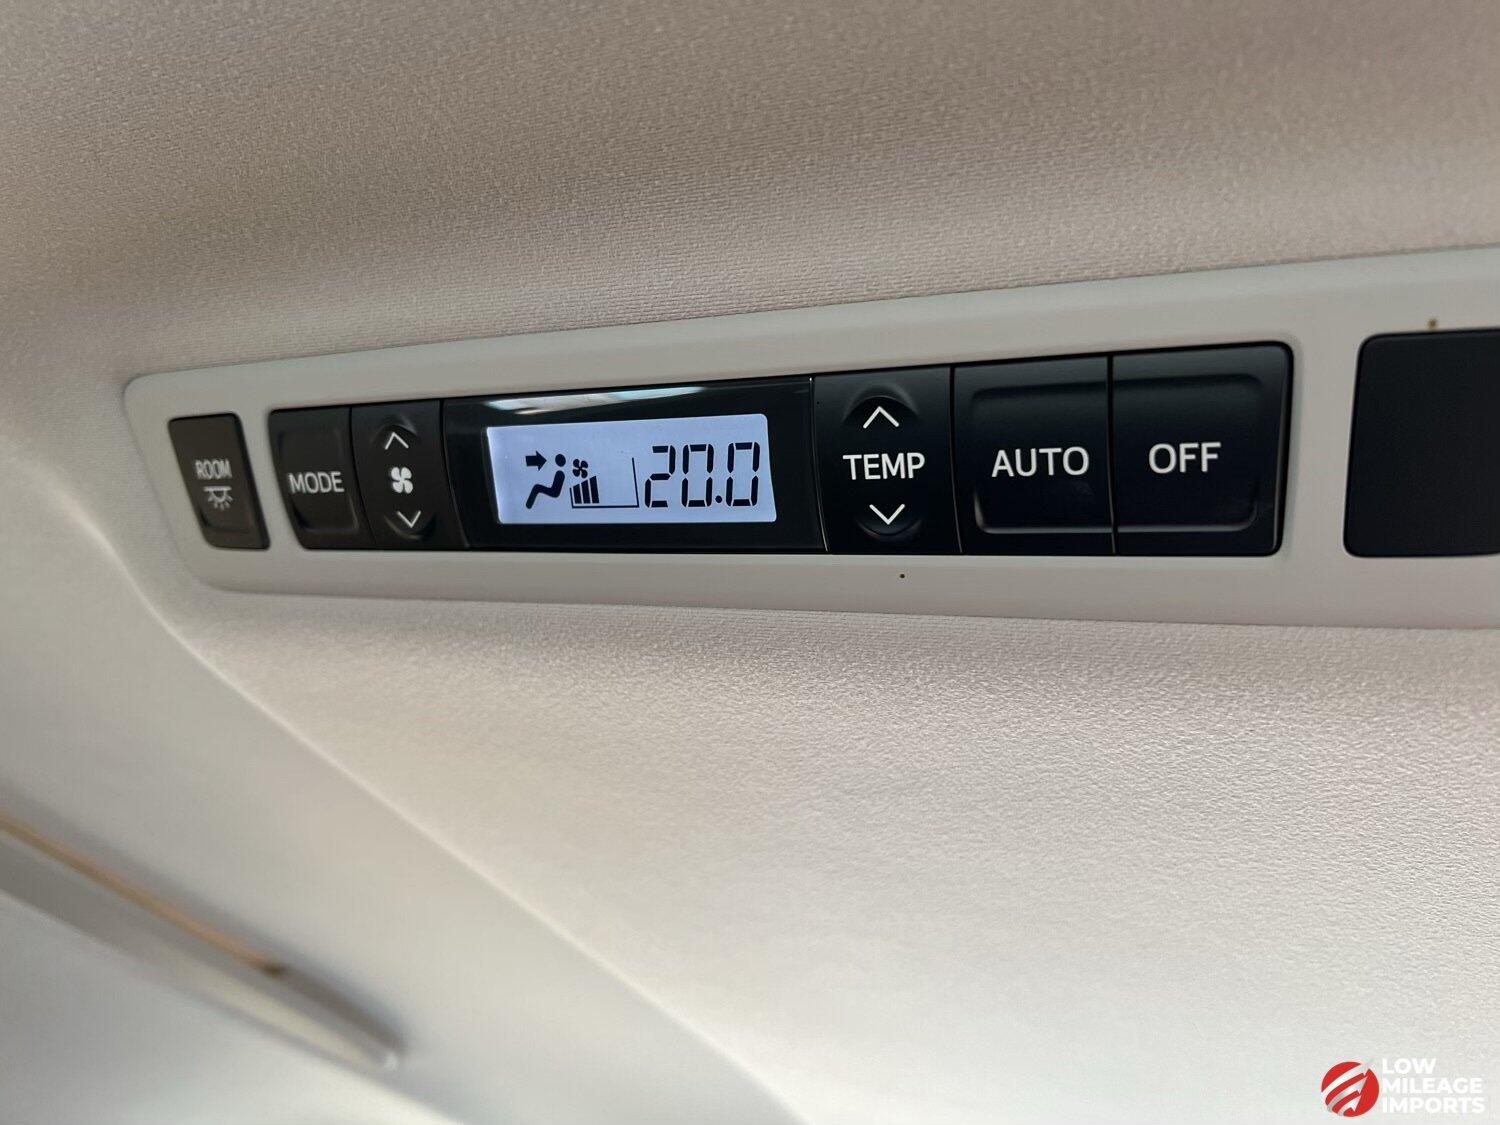 ROOM
MODE
20.0
TEMP
AUTO
OFF
LOW
MILEAGE
IMPORTS